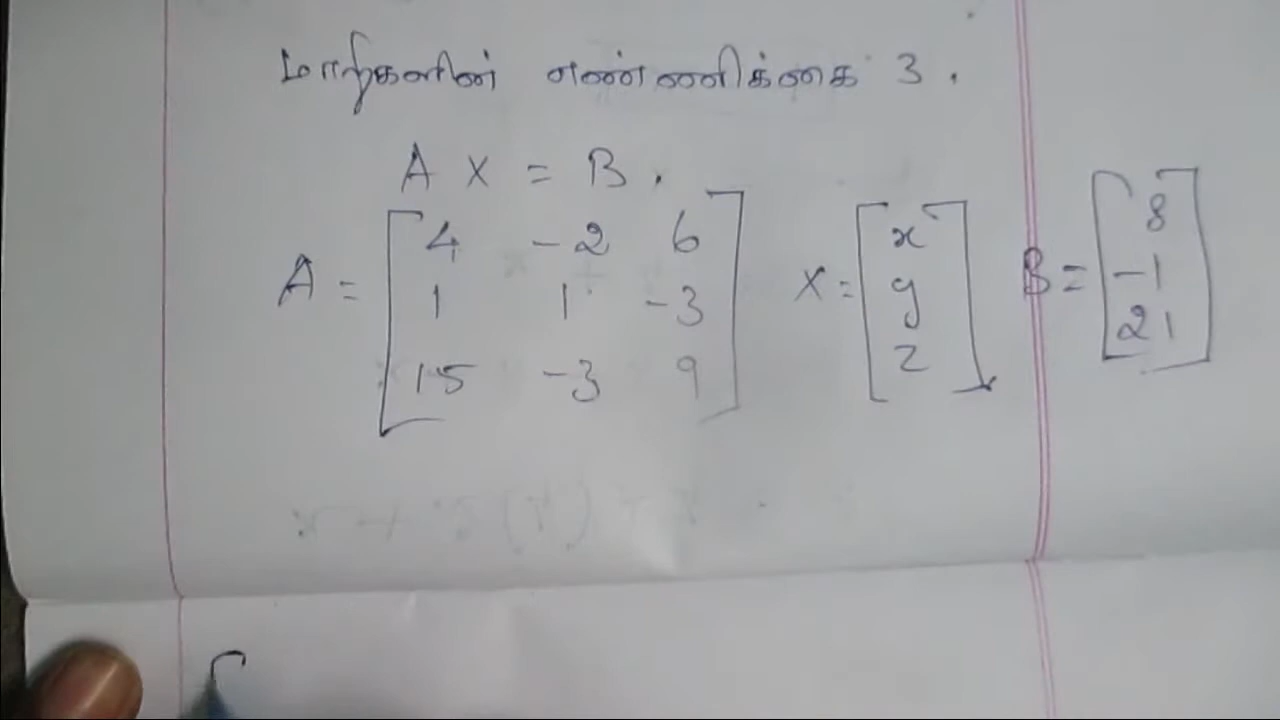 மாறிகளின் எண்ணிக்கை 3.
A X = B.
A = [4 -2 6
1 1 -3
15 -3 9] X = [x
y
z] B = [8
-1
21]